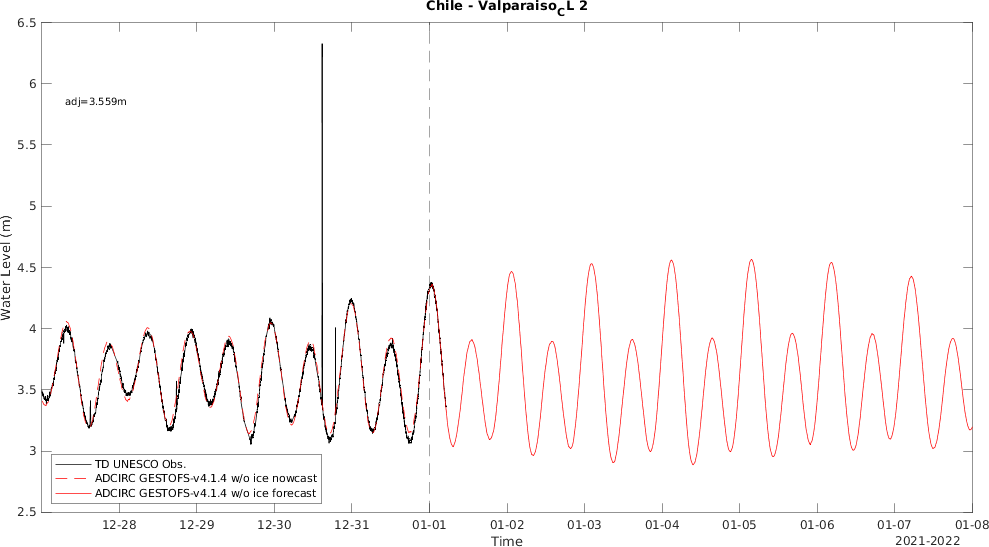 Chile - Valparaiso_CL 2
6.5
6
5.5
5
4.5
4
3.5
3
2.5
Water Level (m)
adj=3.559m
TD UNESCO Obs.
ADCIRC GESTOFS-v4.1.4 w/o ice nowcast
ADCIRC GESTOFS-v4.1.4 w/o ice forecast
12-28 12-29 12-30 12-31 01-01 01-02 01-03 01-04 01-05 01-06 01-07 01-08
Time
2021-2022